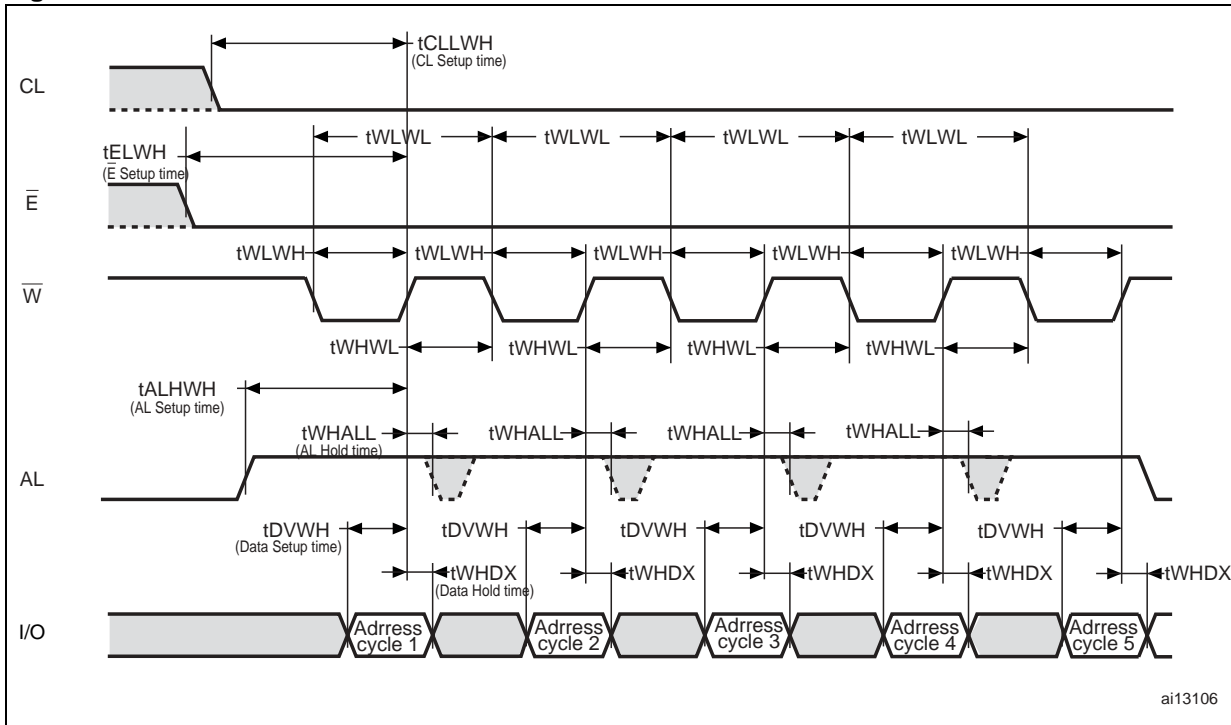 tCLLWH
(CL Setup time)
CL
tWLWL tWLWL tWLWL tWLWL
tELWH
(E̅ Setup time)
E̅
tWLWH tWLWH tWLWH tWLWH tWLWH
W̅
tWHWL tWHWL tWHWL tWHWL
tALHWH
(AL Setup time)
tWHALL tWHALL tWHALL tWHALL
(AL Hold time)
AL
tDVWH tDVWH tDVWH tDVWH tDVWH
(Data Setup time)
tWHDX tWHDX tWHDX tWHDX tWHDX
(Data Hold time)
I/O
Adrress Adrress Adrress Adrress Adrress
cycle 1 cycle 2 cycle 3 cycle 4 cycle 5
ai13106